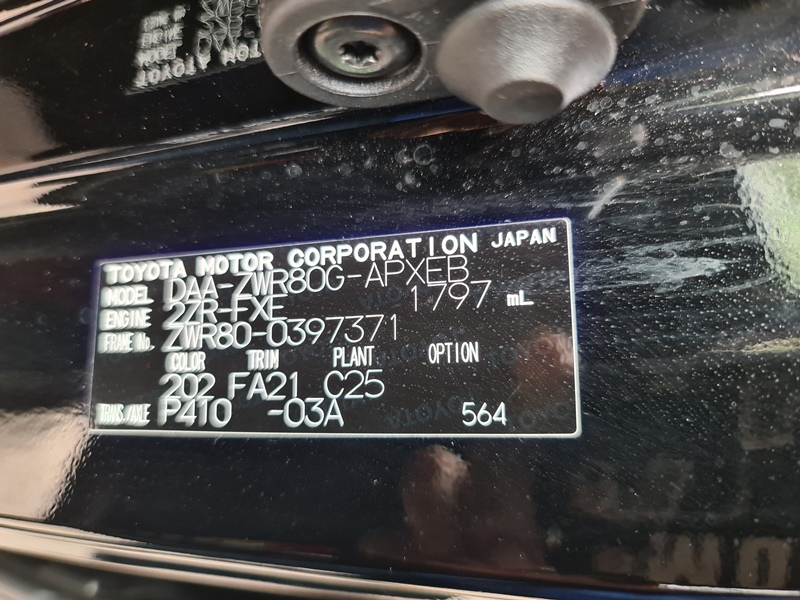 TOYOTA MOTOR CORPORATION JAPAN
MODEL DAA-ZWR80G-APXEB
ENGINE 2ZR-FXE 1797 mL
FRAME No. ZWR80-0397371
COLOR TRIM PLANT OPTION
202 FA21 C25
TRANS./AXLE P410 -03A 564